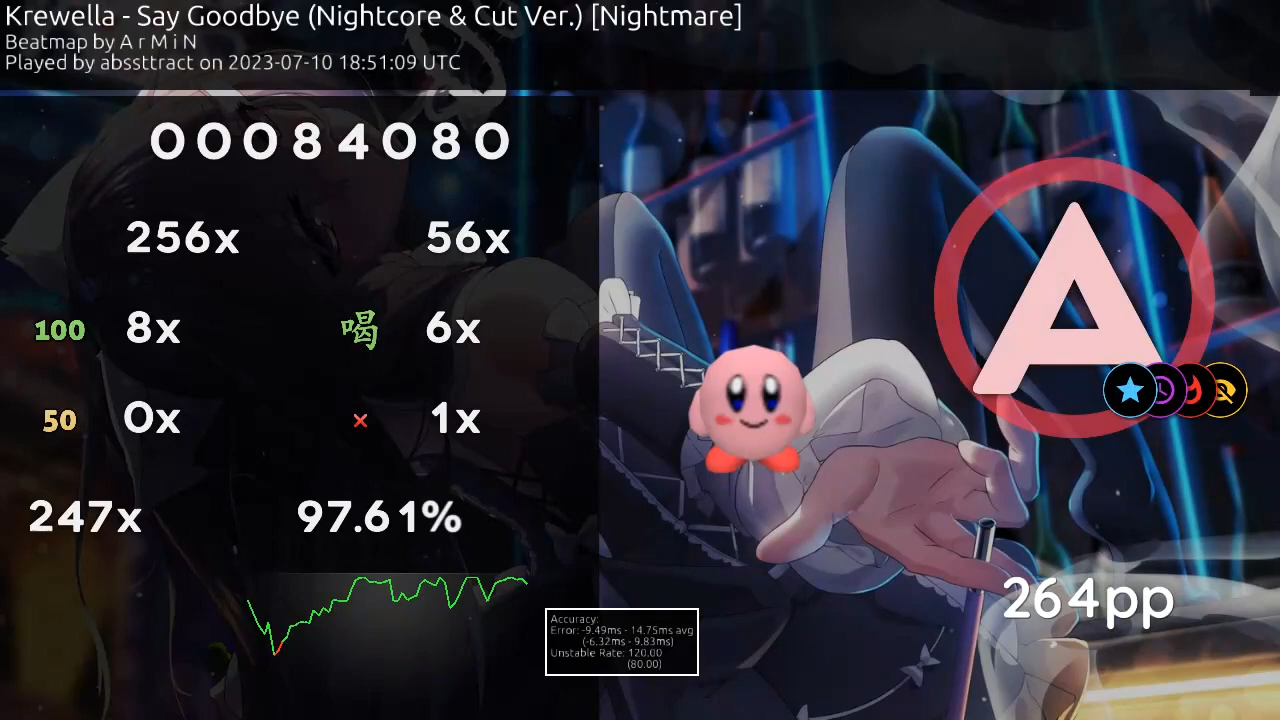 Krewella - Say Goodbye (Nightcore & Cut Ver.) [Nightmare]
Beatmap by A r M i N
Played by abssttract on 2023-07-10 18:51:09 UTC
00084080
256x 56x
100 8x 喝 6x
50 0x × 1x
247x 97.61%
A
264pp
Accuracy:
Error: -9.49ms - 14.75ms avg
(-6.32ms - 9.83ms)
Unstable Rate: 120.00
(80.00)